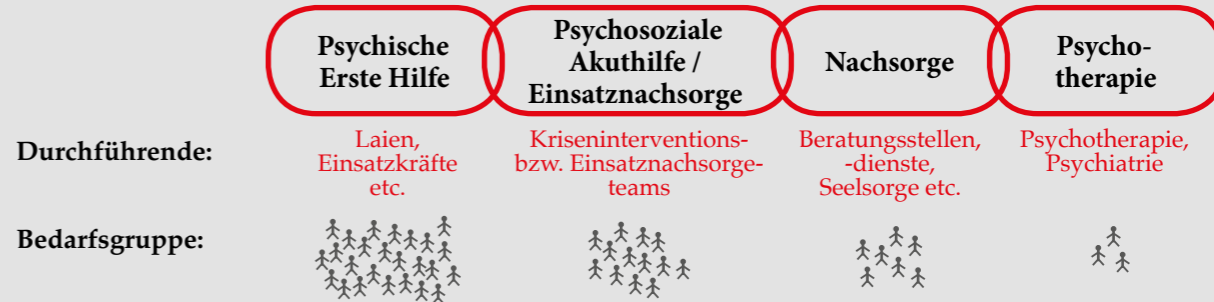 Psychische
Erste Hilfe
Psychosoziale
Akuthilfe /
Einsatznachsorge
Nachsorge
Psycho-
therapie
Durchführende:
Laien,
Einsatzkräfte
etc.
Kriseninterventions-
bzw. Einsatznachsorge-
teams
Beratungsstellen,
-dienste,
Seelsorge etc.
Psychotherapie,
Psychiatrie
Bedarfsgruppe: